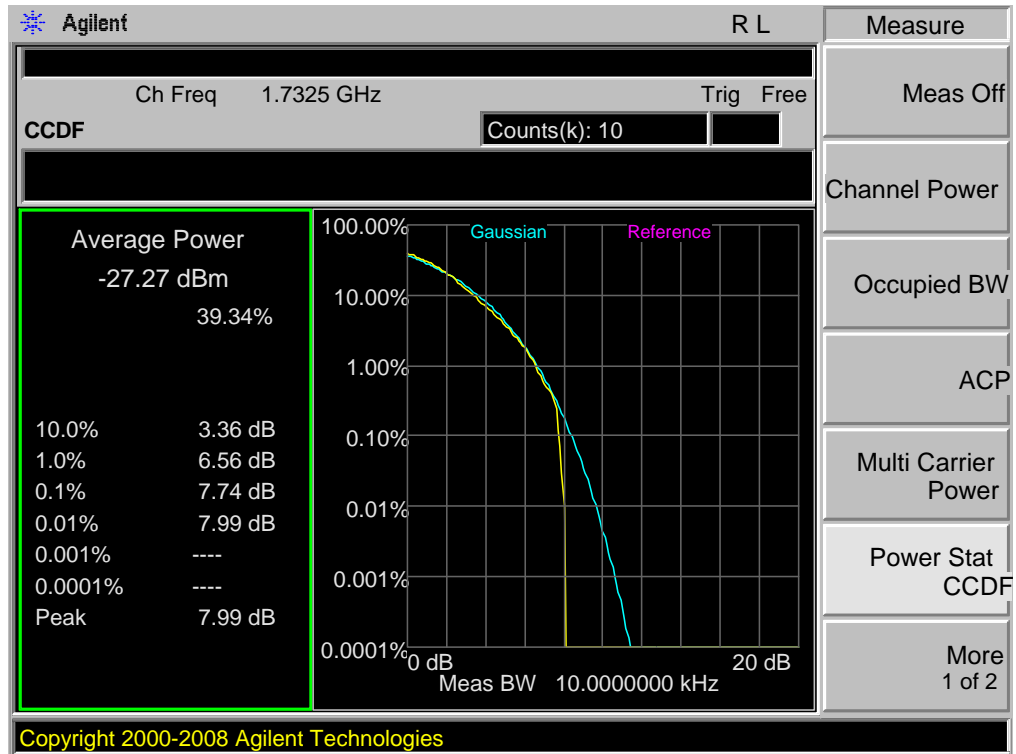 Agilent
R L
Measure
Ch Freq 1.7325 GHz
Trig Free
CCDF
Counts(k): 10
Average Power
-27.27 dBm
39.34%
10.0% 3.36 dB
1.0% 6.56 dB
0.1% 7.74 dB
0.01% 7.99 dB
0.001% ----
0.0001% ----
Peak 7.99 dB
Gaussian
Reference
100.00%
10.00%
1.00%
0.10%
0.01%
0.001%
0.0001%
0 dB
20 dB
Meas BW 10.0000000 kHz
Meas Off
Channel Power
Occupied BW
ACP
Multi Carrier
Power
Power Stat
CCDF
More
1 of 2
Copyright 2000-2008 Agilent Technologies